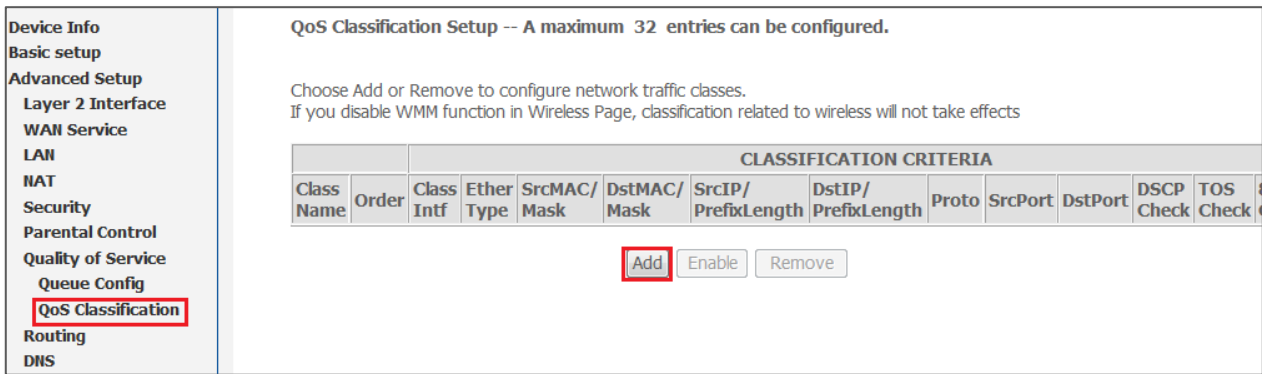 Device Info
Basic setup
Advanced Setup
Layer 2 Interface
WAN Service
LAN
NAT
Security
Parental Control
Quality of Service
Queue Config
QoS Classification
Routing
DNS
QoS Classification Setup -- A maximum 32 entries can be configured.
Choose Add or Remove to configure network traffic classes.
If you disable WMM function in Wireless Page, classification related to wireless will not take effects
CLASSIFICATION CRITERIA
Class Name Order Class Intf Ether Type SrcMAC/ Mask DstMAC/ Mask SrcIP/ PrefixLength DstIP/ PrefixLength Proto SrcPort DstPort DSCP Check TOS Check
Add Enable Remove